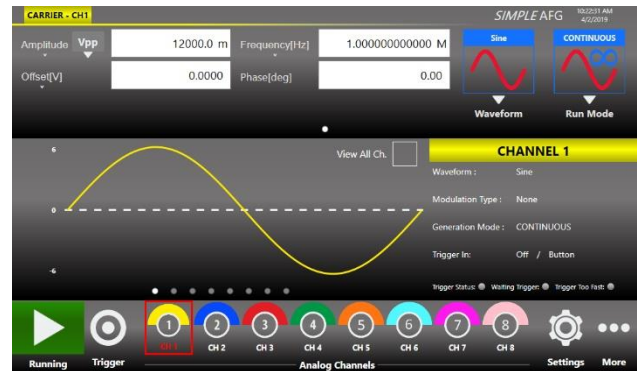 CARRIER - CH1
SIMPLE AFG
10:22:51 AM
4/2/2019
Amplitude Vpp 12000.0 m Frequency[Hz] 1.000000000000 M
Offset[V] 0.0000 Phase[deg] 0.00
Sine
CONTINUOUS
Waveform
Run Mode
6
0
-6
View All Ch.
CHANNEL 1
Waveform : Sine
Modulation Type : None
Generation Mode : CONTINUOUS
Trigger In: Off / Button
Trigger Status: Waiting Trigger: Trigger Too Fast:
1 2 3 4 5 6 7 8
CH 1 CH 2 CH 3 CH 4 CH 5 CH 6 CH 7 CH 8
Running Trigger Analog Channels Settings More